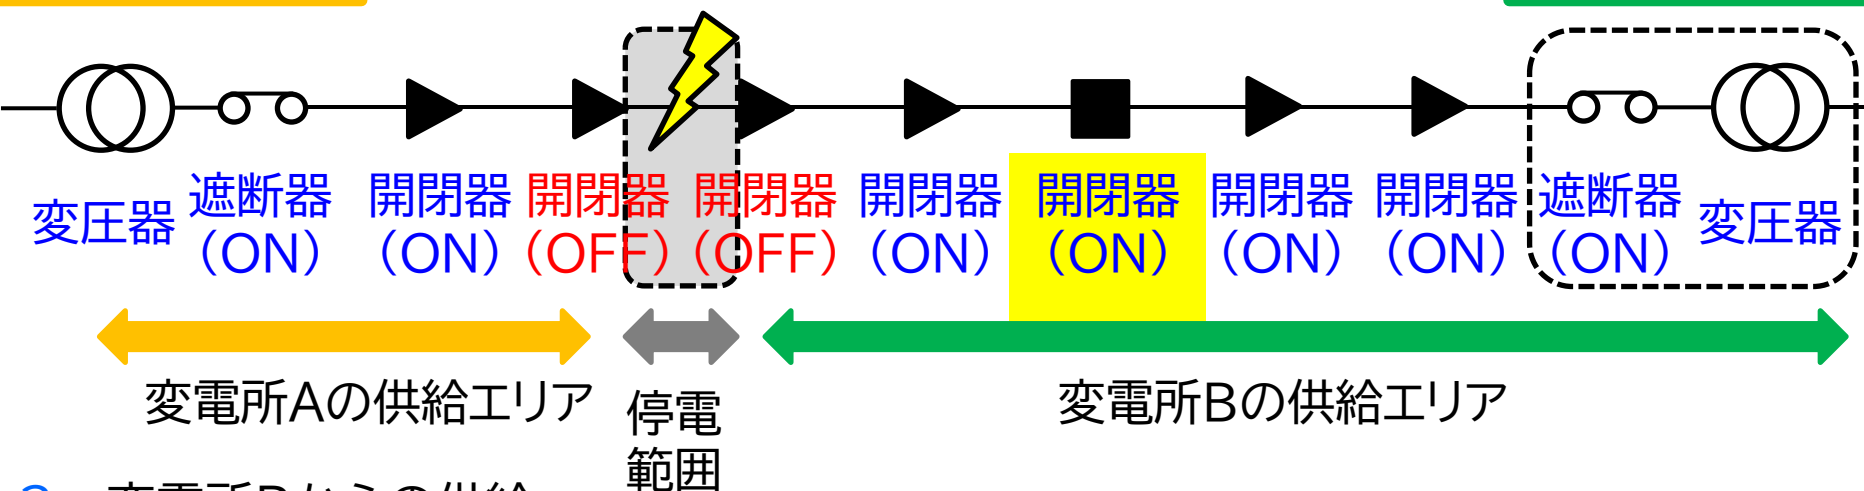 変圧器
遮断器
(ON)
開閉器
(ON)
開閉器
(OFF)
開閉器
(OFF)
開閉器
(ON)
開閉器
(ON)
開閉器
(ON)
開閉器
(ON)
遮断器
(ON)
変圧器
変電所Aの供給エリア
停電
範囲
変電所Bの供給エリア